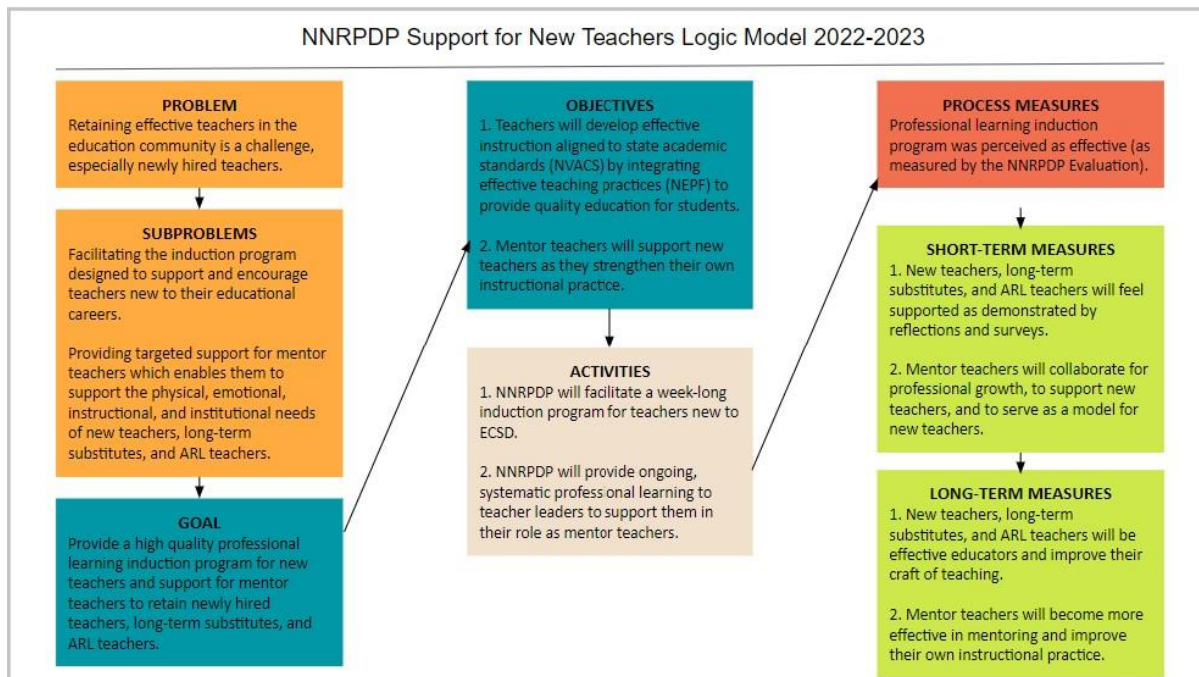 NNRPDP Support for New Teachers Logic Model 2022-2023
PROBLEM
Retaining effective teachers in the
education community is a challenge,
especially newly hired teachers.
SUBPROBLEMS
Facilitating the induction program
designed to support and encourage
teachers new to their educational
careers.
Providing targeted support for mentor
teachers which enables them to
support the physical, emotional,
instructional, and institutional needs
of new teachers, long-term
substitutes, and ARL teachers.
GOAL
Provide a high quality professional
learning induction program for new
teachers and support for mentor
teachers to retain newly hired
teachers, long-term substitutes, and
ARL teachers.
OBJECTIVES
1. Teachers will develop effective
instruction aligned to state academic
standards (NVACS) by integrating
effective teaching practices (NEPF) to
provide quality education for students.
2. Mentor teachers will support new
teachers as they strengthen their own
instructional practice.
ACTIVITIES
1. NNRPDP will facilitate a week-long
induction program for teachers new to
ECSD.
2. NNRPDP will provide ongoing,
systematic professional learning to
teacher leaders to support them in
their role as mentor teachers.
PROCESS MEASURES
Professional learning induction
program was perceived as effective (as
measured by the NNRPDP Evaluation).
SHORT-TERM MEASURES
1. New teachers, long-term
substitutes, and ARL teachers will feel
supported as demonstrated by
reflections and surveys.
2. Mentor teachers will collaborate for
professional growth, to support new
teachers, and to serve as a model for
new teachers.
LONG-TERM MEASURES
1. New teachers, long-term
substitutes, and ARL teachers will be
effective educators and improve their
craft of teaching.
2. Mentor teachers will become more
effective in mentoring and improve
their own instructional practice.